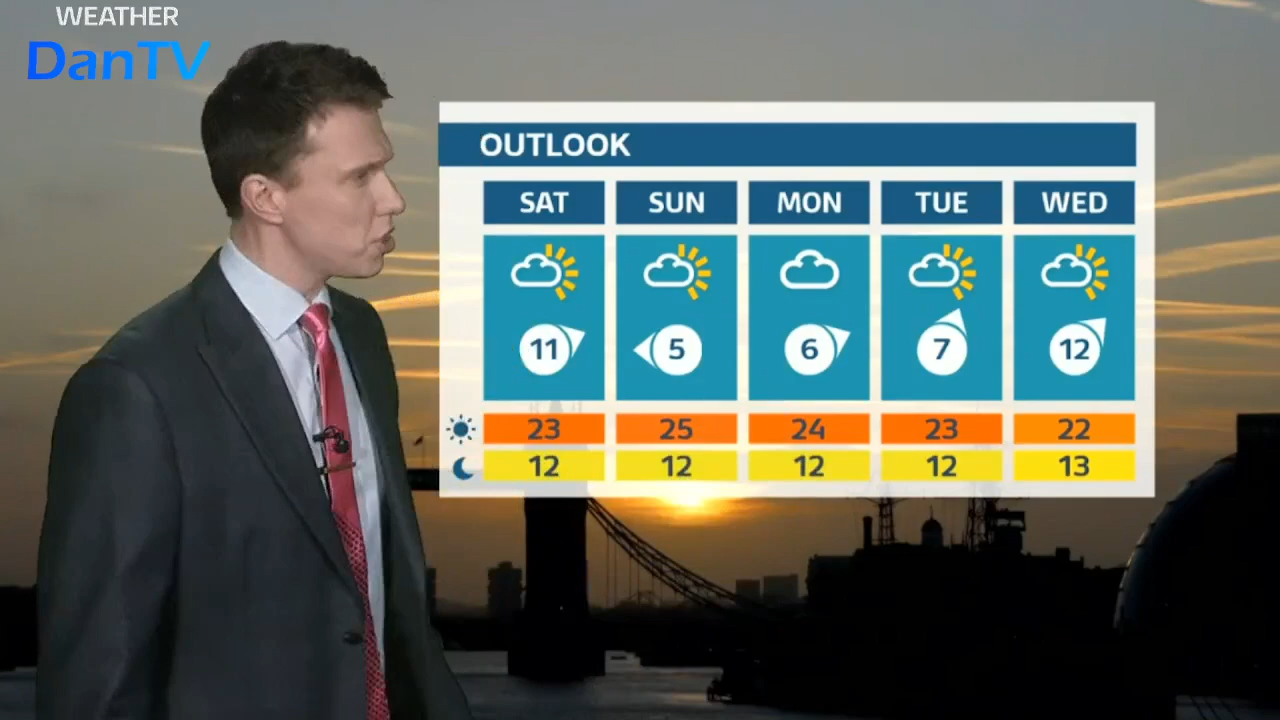 WEATHER
DanTV
OUTLOOK
SAT SUN MON TUE WED
11 5 6 7 12
23 25 24 23 22
12 12 12 12 13